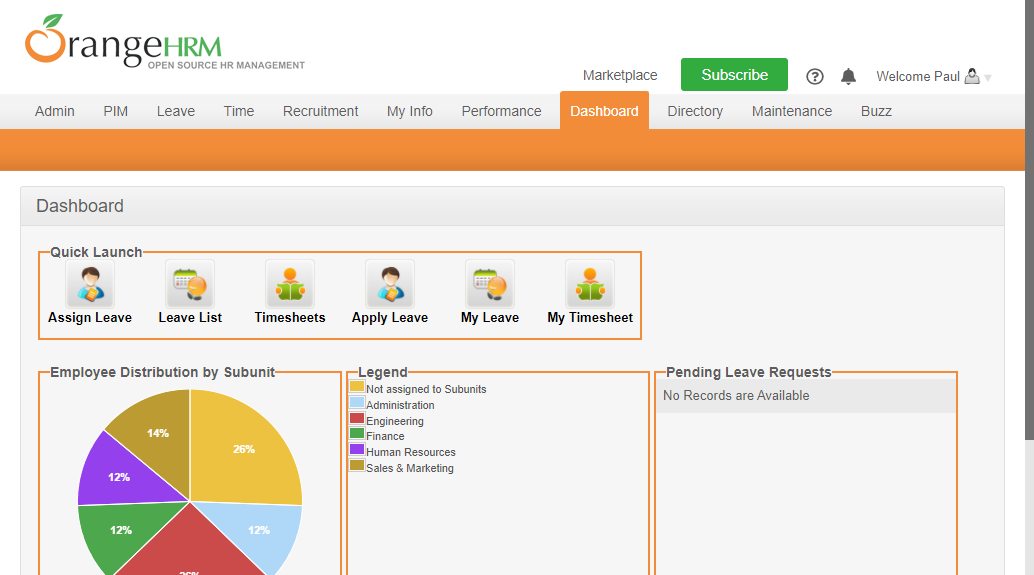 OrangeHRM
OPEN SOURCE HR MANAGEMENT
Marketplace Subscribe Welcome Paul
Admin PIM Leave Time Recruitment My Info Performance Dashboard Directory Maintenance Buzz
Dashboard
Quick Launch
Assign Leave Leave List Timesheets Apply Leave My Leave My Timesheet
Employee Distribution by Subunit
14%
26%
12%
12%
12%
Legend
Not assigned to Subunits
Administration
Engineering
Finance
Human Resources
Sales & Marketing
Pending Leave Requests
No Records are Available